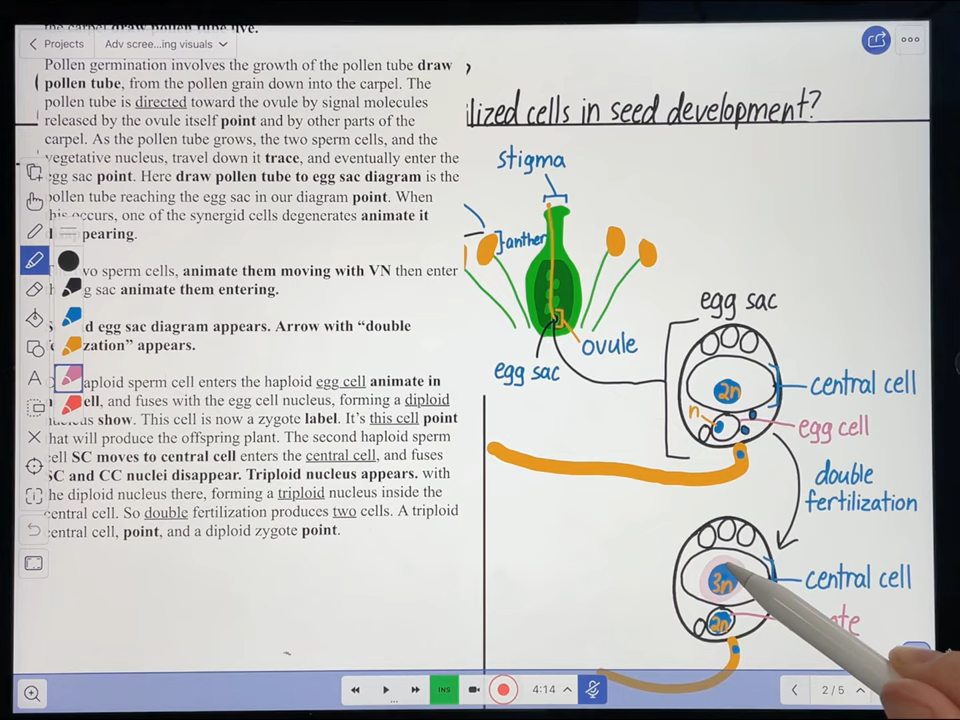 Projects
Adv scree...ing visuals
Pollen germination involves the growth of the pollen tube draw
pollen tube, from the pollen grain down into the carpel. The
pollen tube is directed toward the ovule by signal molecules
released by the ovule itself point and by other parts of the
carpel. As the pollen tube grows, the two sperm cells, and the
vegetative nucleus, travel down it trace, and eventually enter the
egg sac point. Here draw pollen tube to egg sac diagram is the
pollen tube reaching the egg sac in our diagram point. When
his occurs, one of the synergid cells degenerates animate it
pearing.
vo sperm cells, animate them moving with VN then enter
g sac animate them entering.
d egg sac diagram appears. Arrow with “double
zation” appears.
aploid sperm cell enters the haploid egg cell animate in
ell, and fuses with the egg cell nucleus, forming a diploid
us show. This cell is now a zygote label. It’s this cell point
hat will produce the offspring plant. The second haploid sperm
ell SC moves to central cell enters the central cell, and fuses
SC and CC nuclei disappear. Triploid nucleus appears. with
he diploid nucleus there, forming a triploid nucleus inside the
entral cell. So double fertilization produces two cells. A triploid
entral cell, point, and a diploid zygote point.
ilized cells in seed development?
stigma
anther
ovule
egg sac
egg sac
2n
central cell
n
egg cell
double
fertilization
3n
central cell
2n
te
A
INS
4:14
2/5